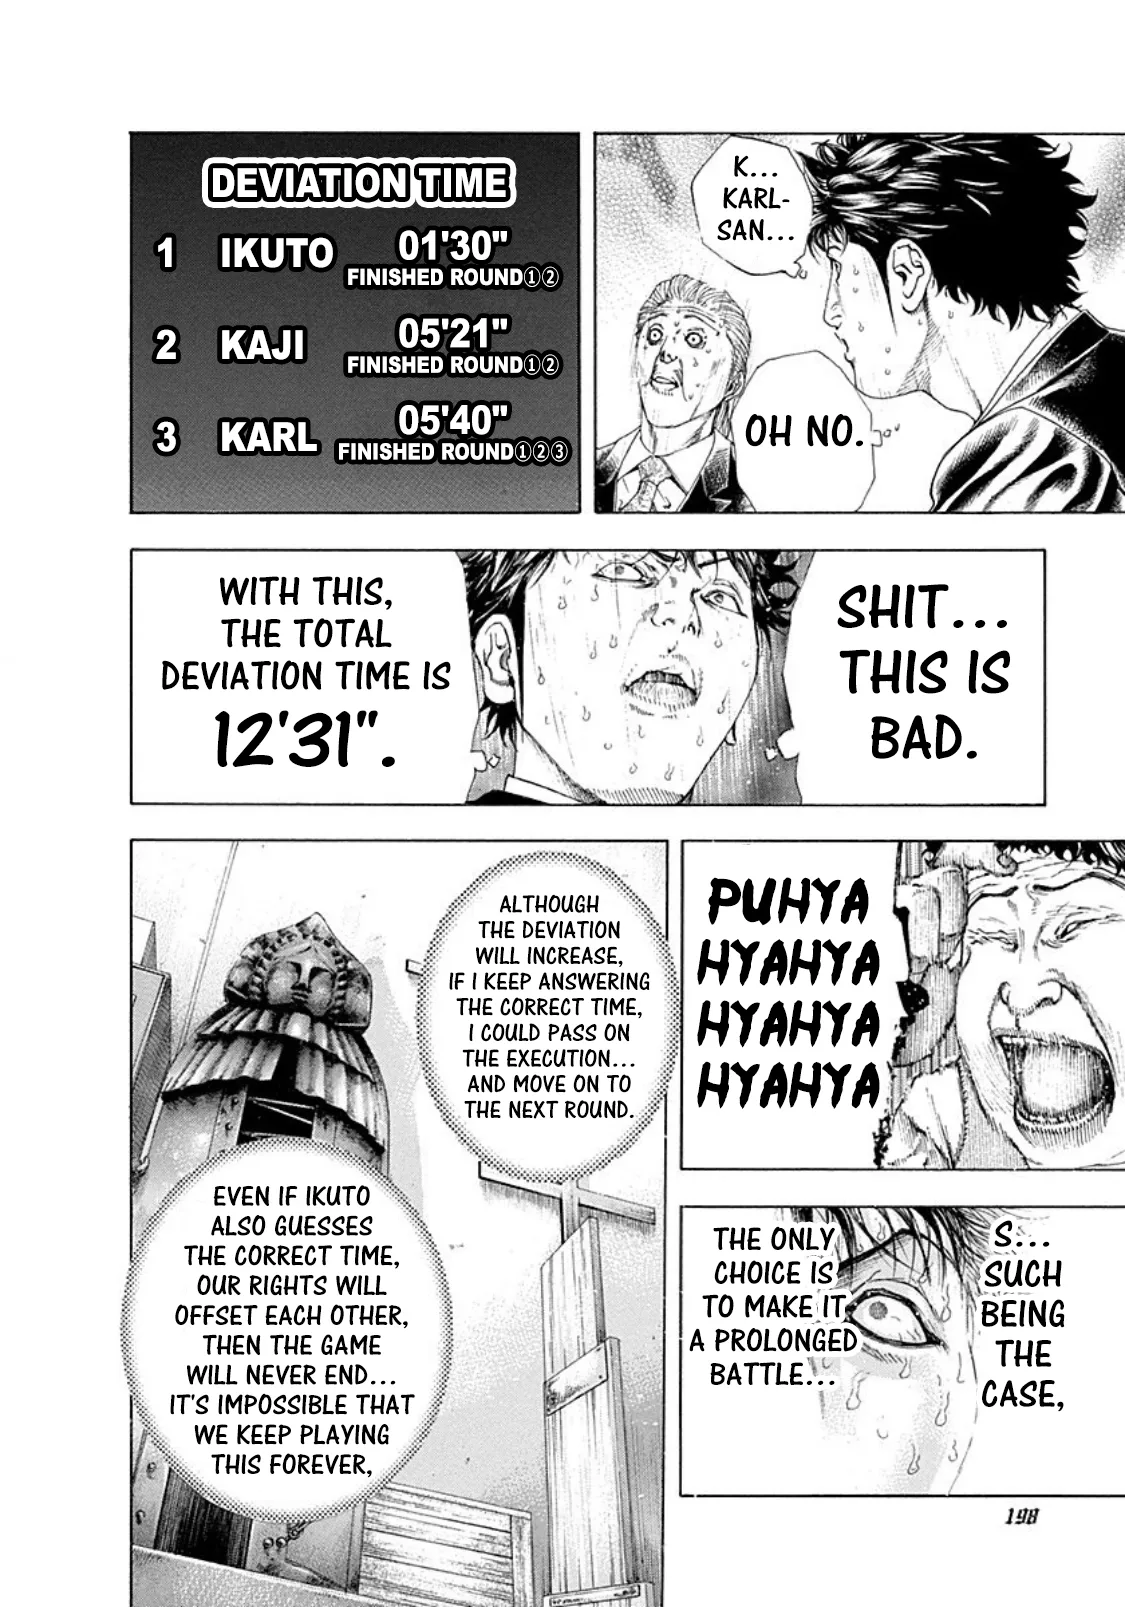 K...
KARL-
SAN...
OH NO.
DEVIATION TIME
1 IKUTO 01'30"
FINISHED ROUND①②
2 KAJI 05'21"
FINISHED ROUND①②
3 KARL 05'40"
FINISHED ROUND①②③
SHIT...
THIS IS
BAD.
WITH THIS,
THE TOTAL
DEVIATION TIME IS
12'31".
PUHYA
HYAHYA
HYAHYA
HYAHYA
S...
SUCH
BEING
THE
CASE,
THE ONLY
CHOICE IS
TO MAKE IT
A PROLONGED
BATTLE...
ALTHOUGH
THE DEVIATION
WILL INCREASE,
IF I KEEP ANSWERING
THE CORRECT TIME,
I COULD PASS ON
THE EXECUTION...
AND MOVE ON TO
THE NEXT ROUND.
EVEN IF IKUTO
ALSO GUESSES
THE CORRECT TIME,
OUR RIGHTS WILL
OFFSET EACH OTHER,
THEN THE GAME
WILL NEVER END...
IT'S IMPOSSIBLE THAT
WE KEEP PLAYING
THIS FOREVER,
198